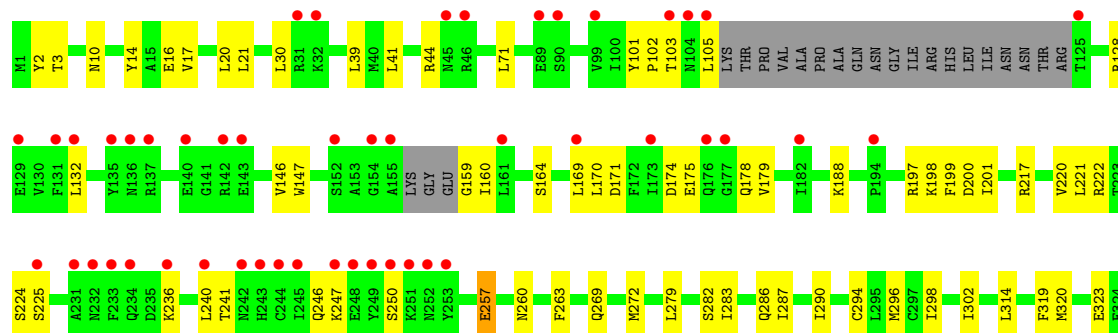 M1 Y2 T3 N10 Y14 A15 E16 V17 L20 L21 L30 R31 K32 L39 M40 L41 R44 N45 R46 L71 E89 S90 V99 I100 Y101 P102 T103 N104 L105 LYS THR PRO VAL ALA PRO ALA GLN ASN GLY ILE ARG HIS LEU ILE ASN ASN THR ARG T125
E129 V130 F131 L132 Y135 N136 R137 E140 G141 R142 E143 V146 W147 S152 A153 G154 A155 LYS GLY GLU G159 I160 L161 S164 L169 L170 D171 F172 I173 D174 E175 Q176 G177 Q178 V179 I182 K188 P194 R197 K198 F199 D200 I201 R217 V220 L221 R222
S224 S225 A231 N232 F233 Q234 D235 K236 L240 T241 N242 H243 C244 I245 Q246 K247 E248 Y249 S250 K251 N252 Y253 E257 N260 F263 Q269 M272 L279 S282 I283 Q286 I287 I290 C294 L295 M296 C297 I298 I302 L314 F319 M320 E323